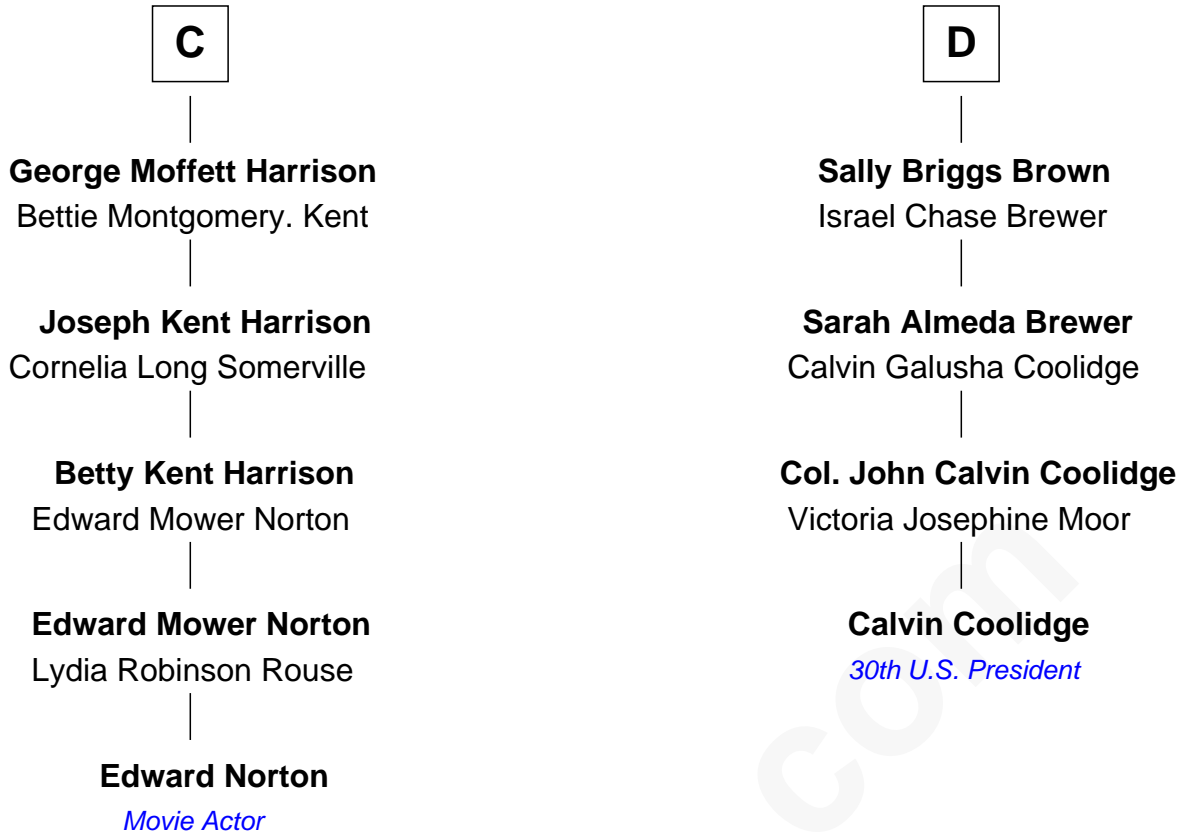 C
George Moffett Harrison
Bettie Montgomery. Kent
Joseph Kent Harrison
Cornelia Long Somerville
Betty Kent Harrison
Edward Mower Norton
Edward Mower Norton
Lydia Robinson Rouse
Edward Norton
Movie Actor
D
Sally Briggs Brown
Israel Chase Brewer
Sarah Almeda Brewer
Calvin Galusha Coolidge
Col. John Calvin Coolidge
Victoria Josephine Moor
Calvin Coolidge
30th U.S. President
com